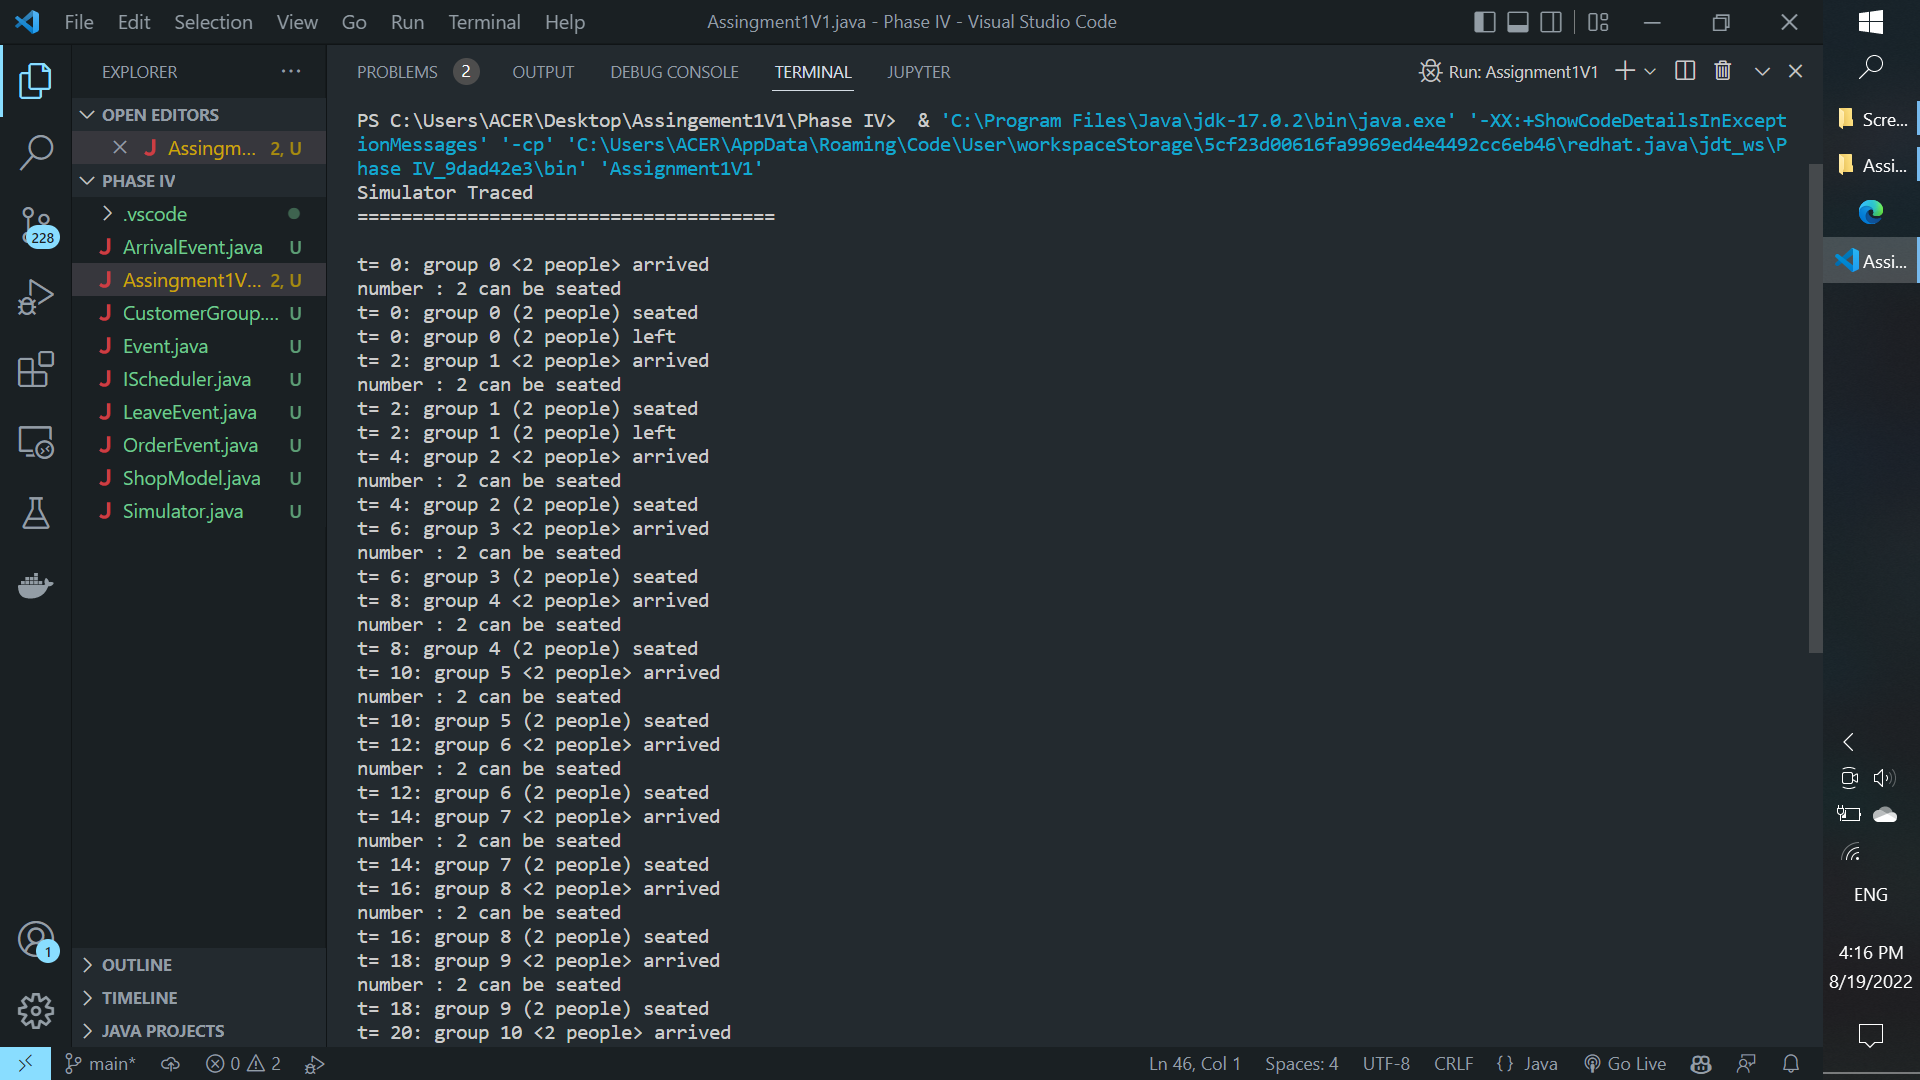 File Edit Selection View Go Run Terminal Help
Assingment1V1.java - Phase IV - Visual Studio Code
EXPLORER
OPEN EDITORS
Assingm... 2, U
PHASE IV
.vscode
ArrivalEvent.java U
Assingment1V... 2, U
CustomerGroup.... U
Event.java U
IScheduler.java U
LeaveEvent.java U
OrderEvent.java U
ShopModel.java U
Simulator.java U
OUTLINE
TIMELINE
JAVA PROJECTS
228
1
PROBLEMS 2 OUTPUT DEBUG CONSOLE TERMINAL JUPYTER
Run: Assignment1V1
PS C:\Users\ACER\Desktop\Assingement1V1\Phase IV>  & 'C:\Program Files\Java\jdk-17.0.2\bin\java.exe' '-XX:+ShowCodeDetailsInExcept
ionMessages' '-cp' 'C:\Users\ACER\AppData\Roaming\Code\User\workspaceStorage\5cf23d00616fa9969ed4e4492cc6eb46\redhat.java\jdt_ws\P
hase IV_9dad42e3\bin' 'Assignment1V1'
Simulator Traced
======================================
t= 0: group 0 <2 people> arrived
number : 2 can be seated
t= 0: group 0 (2 people) seated
t= 0: group 0 (2 people) left
t= 2: group 1 <2 people> arrived
number : 2 can be seated
t= 2: group 1 (2 people) seated
t= 2: group 1 (2 people) left
t= 4: group 2 <2 people> arrived
number : 2 can be seated
t= 4: group 2 (2 people) seated
t= 6: group 3 <2 people> arrived
number : 2 can be seated
t= 6: group 3 (2 people) seated
t= 8: group 4 <2 people> arrived
number : 2 can be seated
t= 8: group 4 (2 people) seated
t= 10: group 5 <2 people> arrived
number : 2 can be seated
t= 10: group 5 (2 people) seated
t= 12: group 6 <2 people> arrived
number : 2 can be seated
t= 12: group 6 (2 people) seated
t= 14: group 7 <2 people> arrived
number : 2 can be seated
t= 14: group 7 (2 people) seated
t= 16: group 8 <2 people> arrived
number : 2 can be seated
t= 16: group 8 (2 people) seated
t= 18: group 9 <2 people> arrived
number : 2 can be seated
t= 18: group 9 (2 people) seated
t= 20: group 10 <2 people> arrived
main* 0 2
Ln 46, Col 1 Spaces: 4 UTF-8 CRLF {} Java Go Live
Scre...
Assi...
Assi...
ENG
4:16 PM
8/19/2022